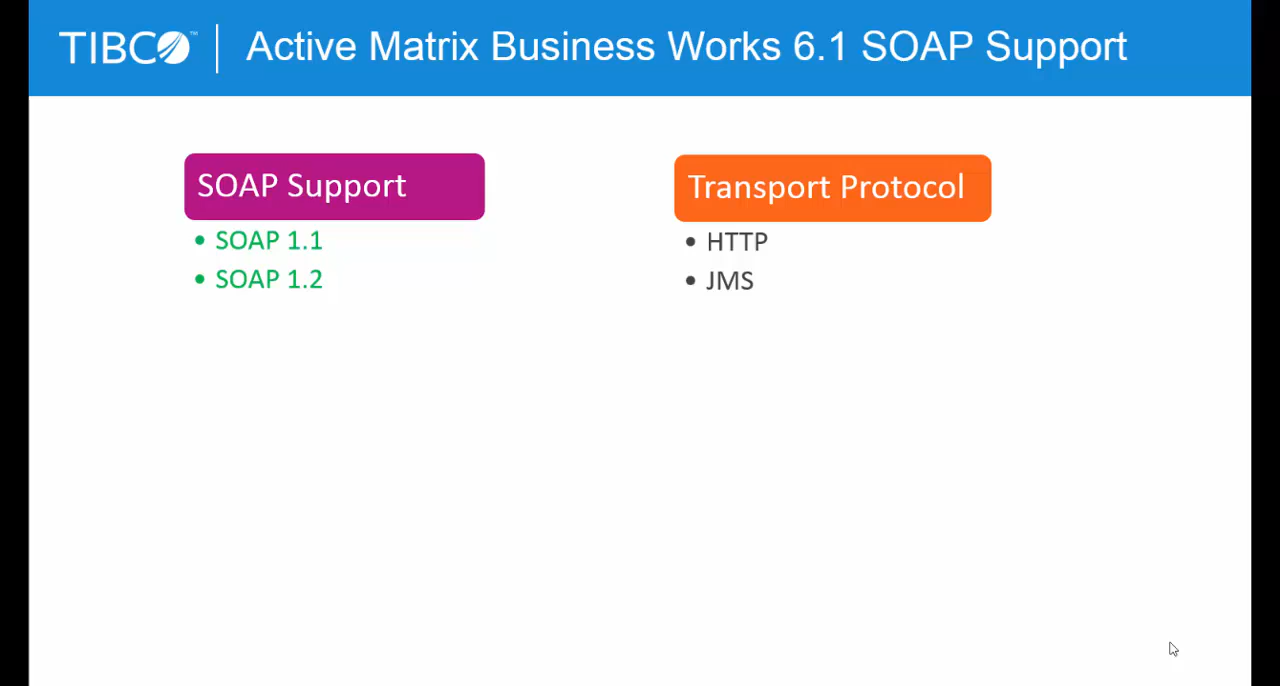 TIBCO™ | Active Matrix Business Works 6.1 SOAP Support
SOAP Support
• SOAP 1.1
• SOAP 1.2
Transport Protocol
• HTTP
• JMS